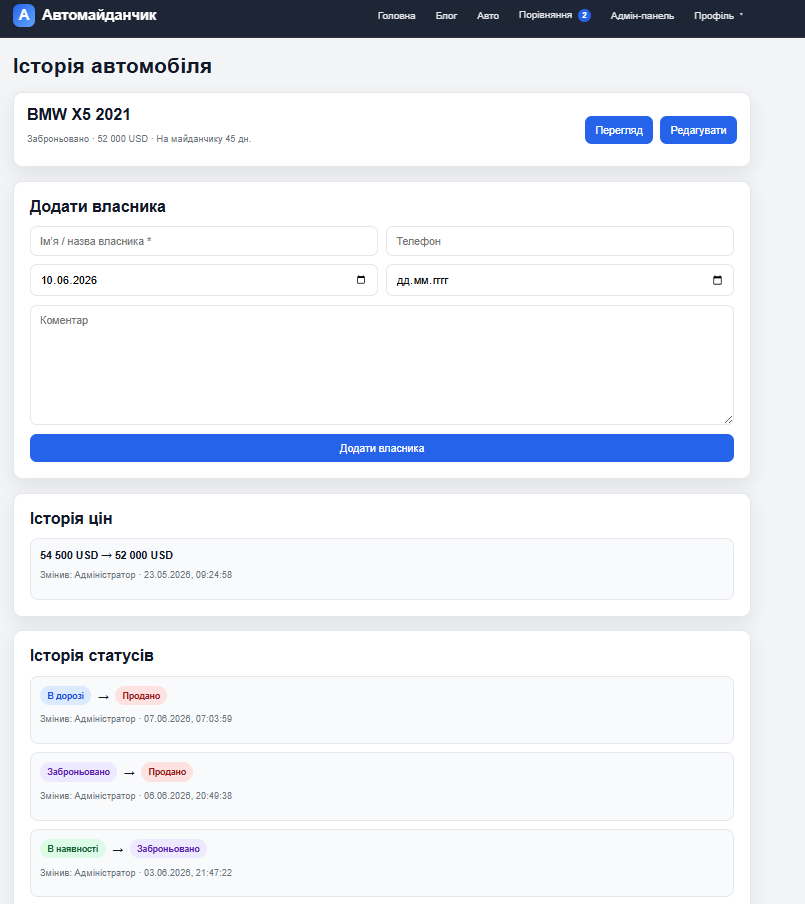 A Автомайданчик Головна Блог Авто Порівняння 2 Адмін-панель Профіль
Історія автомобіля
BMW X5 2021
Заброньовано · 52 000 USD · На майданчику 45 дн.
Перегляд Редагувати
Додати власника
Ім'я / назва власника * Телефон
10.06.2026 дд.мм.гггг
Коментар
Додати власника
Історія цін
54 500 USD → 52 000 USD
Змінив: Адміністратор · 23.05.2026, 09:24:58
Історія статусів
В дорозі → Продано
Змінив: Адміністратор · 07.06.2026, 07:03:59
Заброньовано → Продано
Змінив: Адміністратор · 06.06.2026, 20:49:38
В наявності → Заброньовано
Змінив: Адміністратор · 03.06.2026, 21:47:22